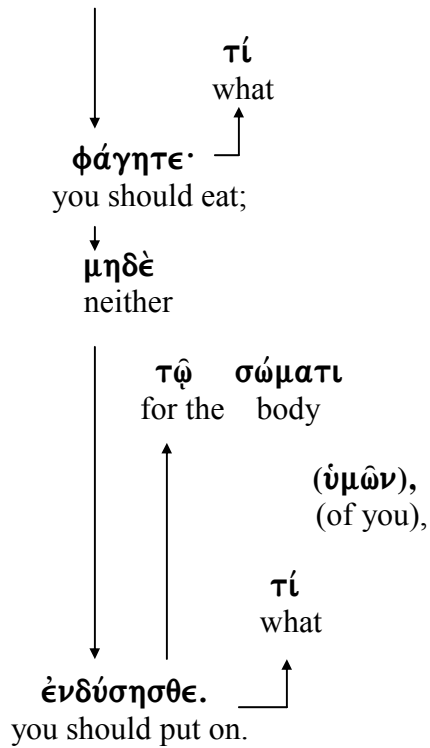 τί
what
φάγητε·
you should eat;
μηδὲ
neither
τῷ σώματι
for the body
(ὑμῶν),
(of you),
τί
what
ἐνδύσησθε.
you should put on.